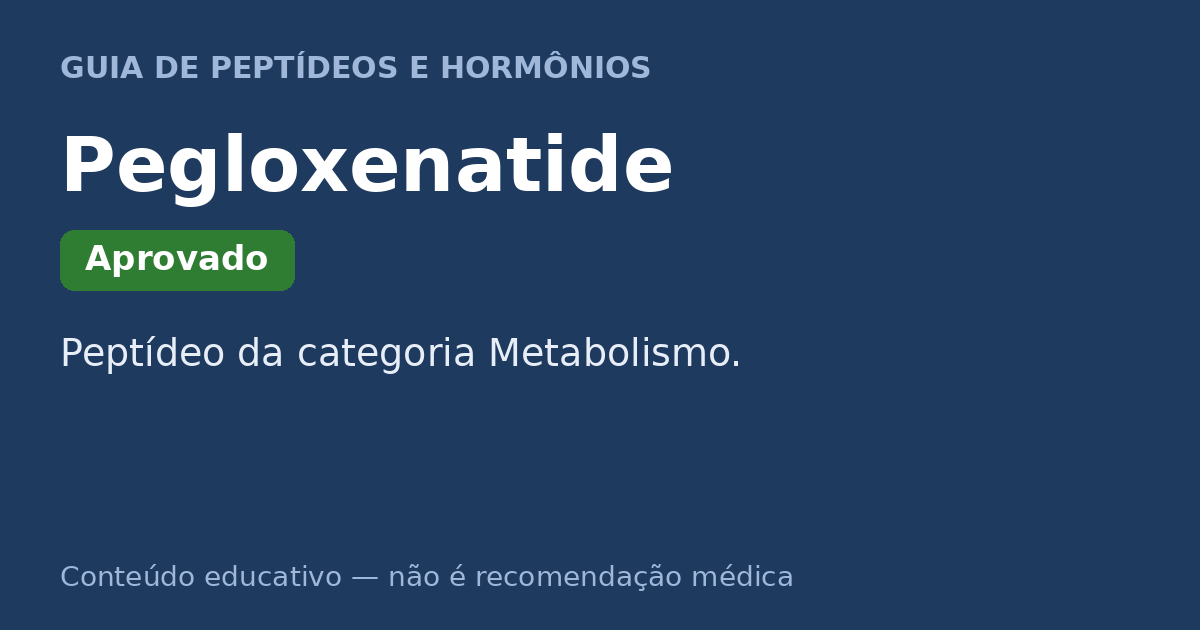 GUIA DE PEPTÍDEOS E HORMÔNIOS
Pegloxenatide
Aprovado
Peptídeo da categoria Metabolismo.
Conteúdo educativo — não é recomendação médica